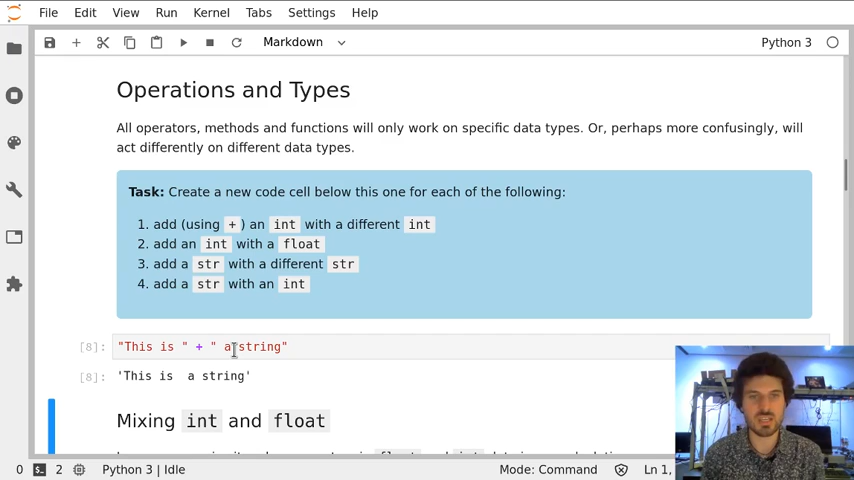 File Edit View Run Kernel Tabs Settings Help
Markdown Python 3
Operations and Types
All operators, methods and functions will only work on specific data types. Or, perhaps more confusingly, will
act differently on different data types.
Task: Create a new code cell below this one for each of the following:
1. add (using + ) an int with a different int
2. add an int with a float
3. add a str with a different str
4. add a str with an int
[8]: "This is " + " a string"
[8]: 'This is  a string'
Mixing int and float
0 2 Python 3 | Idle Mode: Command Ln 1,